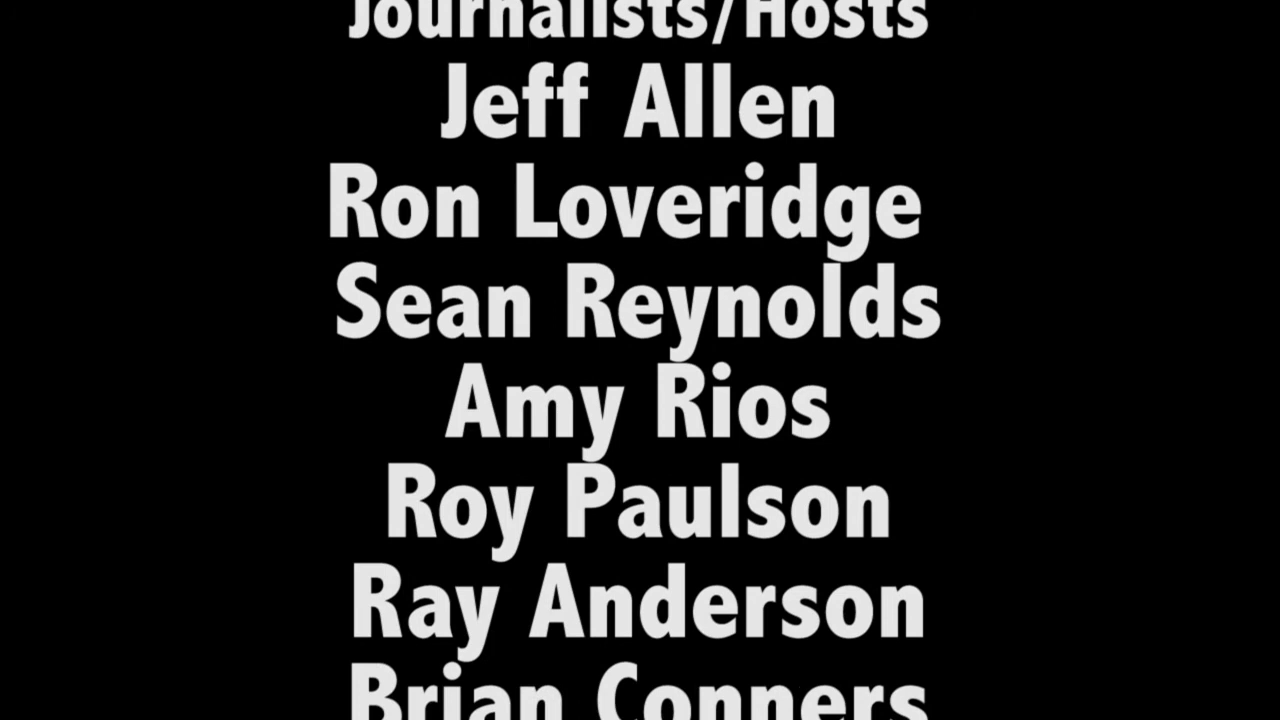 Journalists/Hosts
Jeff Allen
Ron Loveridge
Sean Reynolds
Amy Rios
Roy Paulson
Ray Anderson
Brian Conners